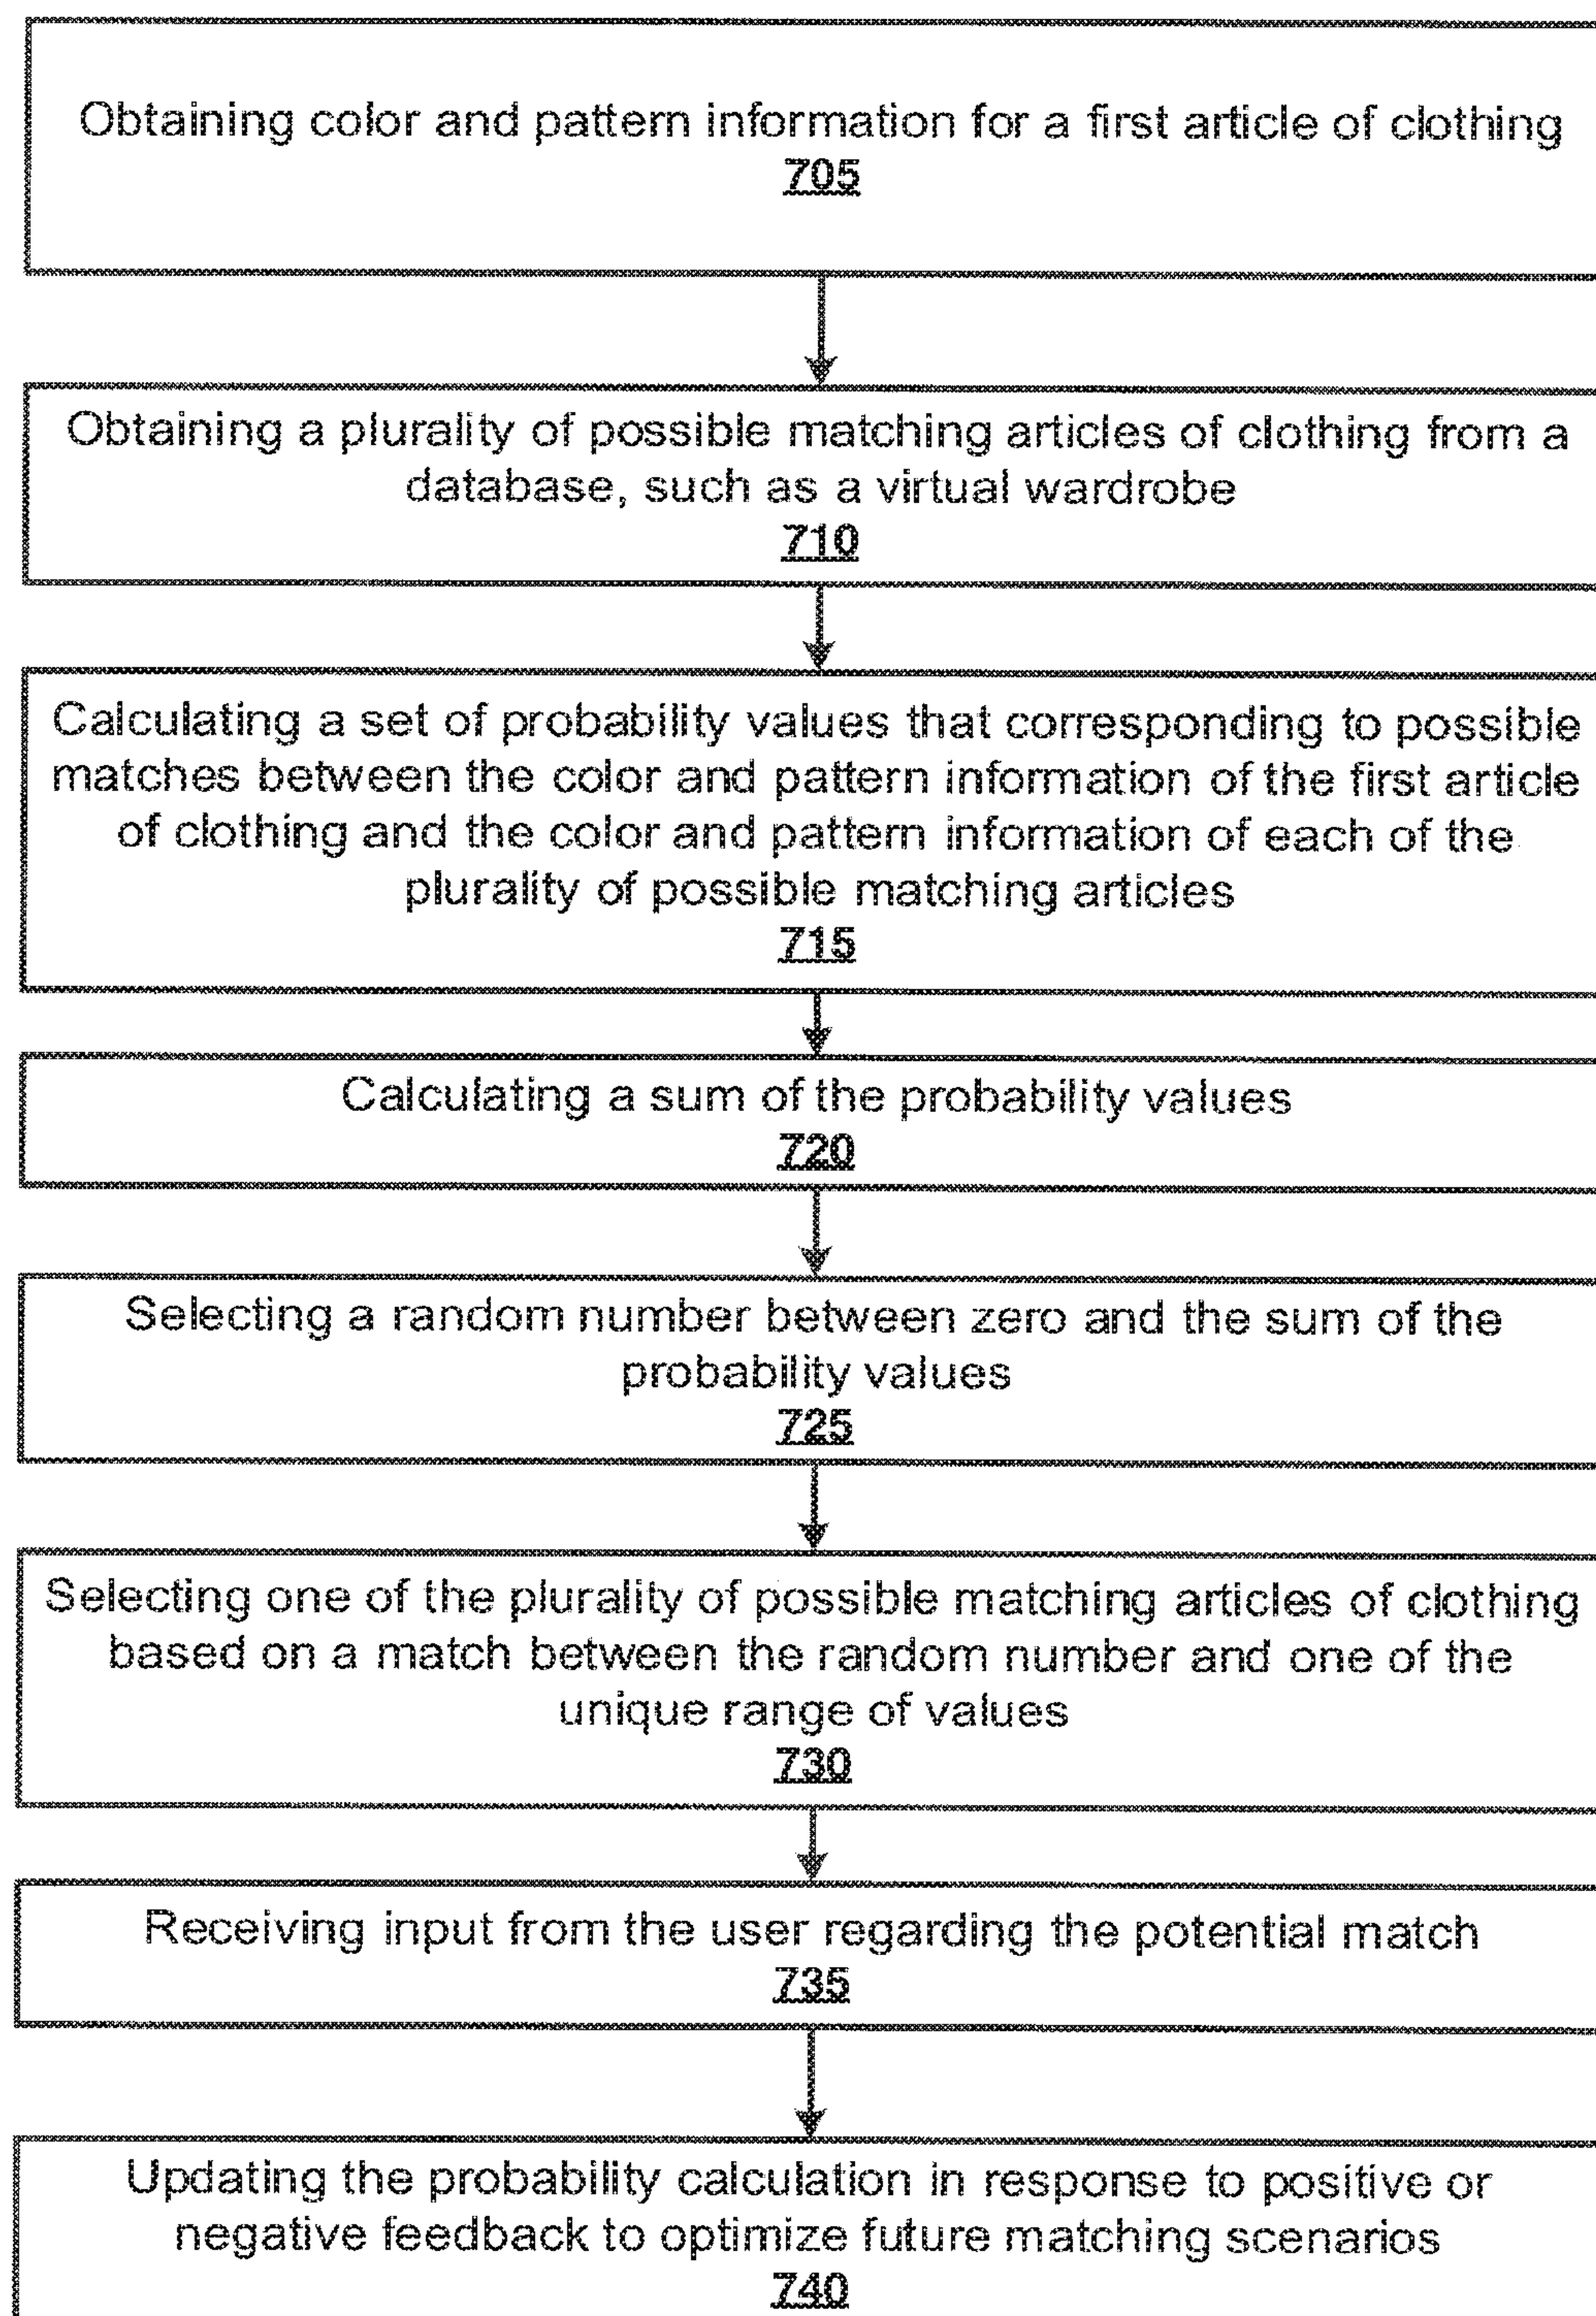 Obtaining color and pattern information for a first article of clothing
705
Obtaining a plurality of possible matching articles of clothing from a
database, such as a virtual wardrobe
710
Calculating a set of probability values that corresponding to possible
matches between the color and pattern information of the first article
of clothing and the color and pattern information of each of the
plurality of possible matching articles
715
Calculating a sum of the probability values
720
Selecting a random number between zero and the sum of the
probability values
725
Selecting one of the plurality of possible matching articles of clothing
based on a match between the random number and one of the
unique range of values
730
Receiving input from the user regarding the potential match
735
Updating the probability calculation in response to positive or
negative feedback to optimize future matching scenarios
740